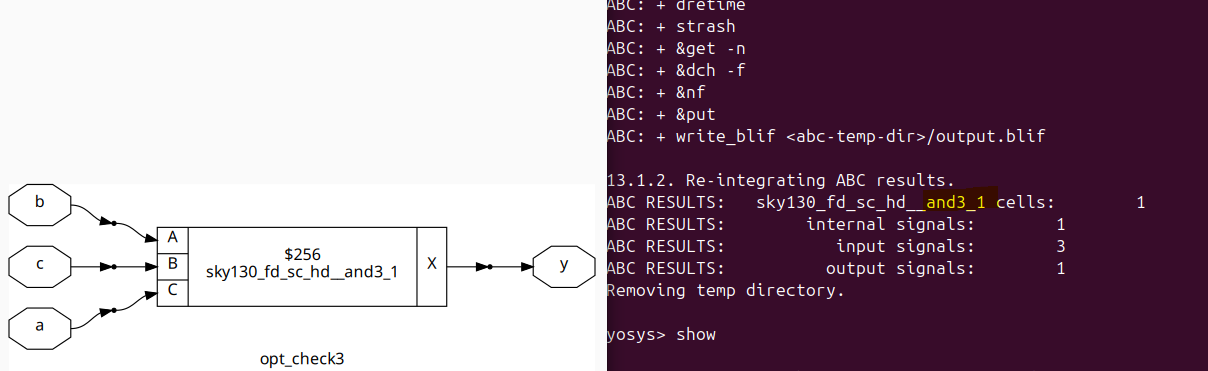 b
c
a
A
B
C
$256
sky130_fd_sc_hd__and3_1
X
y
opt_check3
ABC: + dretime
ABC: + strash
ABC: + &get -n
ABC: + &dch -f
ABC: + &nf
ABC: + &put
ABC: + write_blif <abc-temp-dir>/output.blif
13.1.2. Re-integrating ABC results.
ABC RESULTS:   sky130_fd_sc_hd__and3_1 cells:        1
ABC RESULTS:        internal signals:        1
ABC RESULTS:           input signals:        3
ABC RESULTS:          output signals:        1
Removing temp directory.
yosys> show